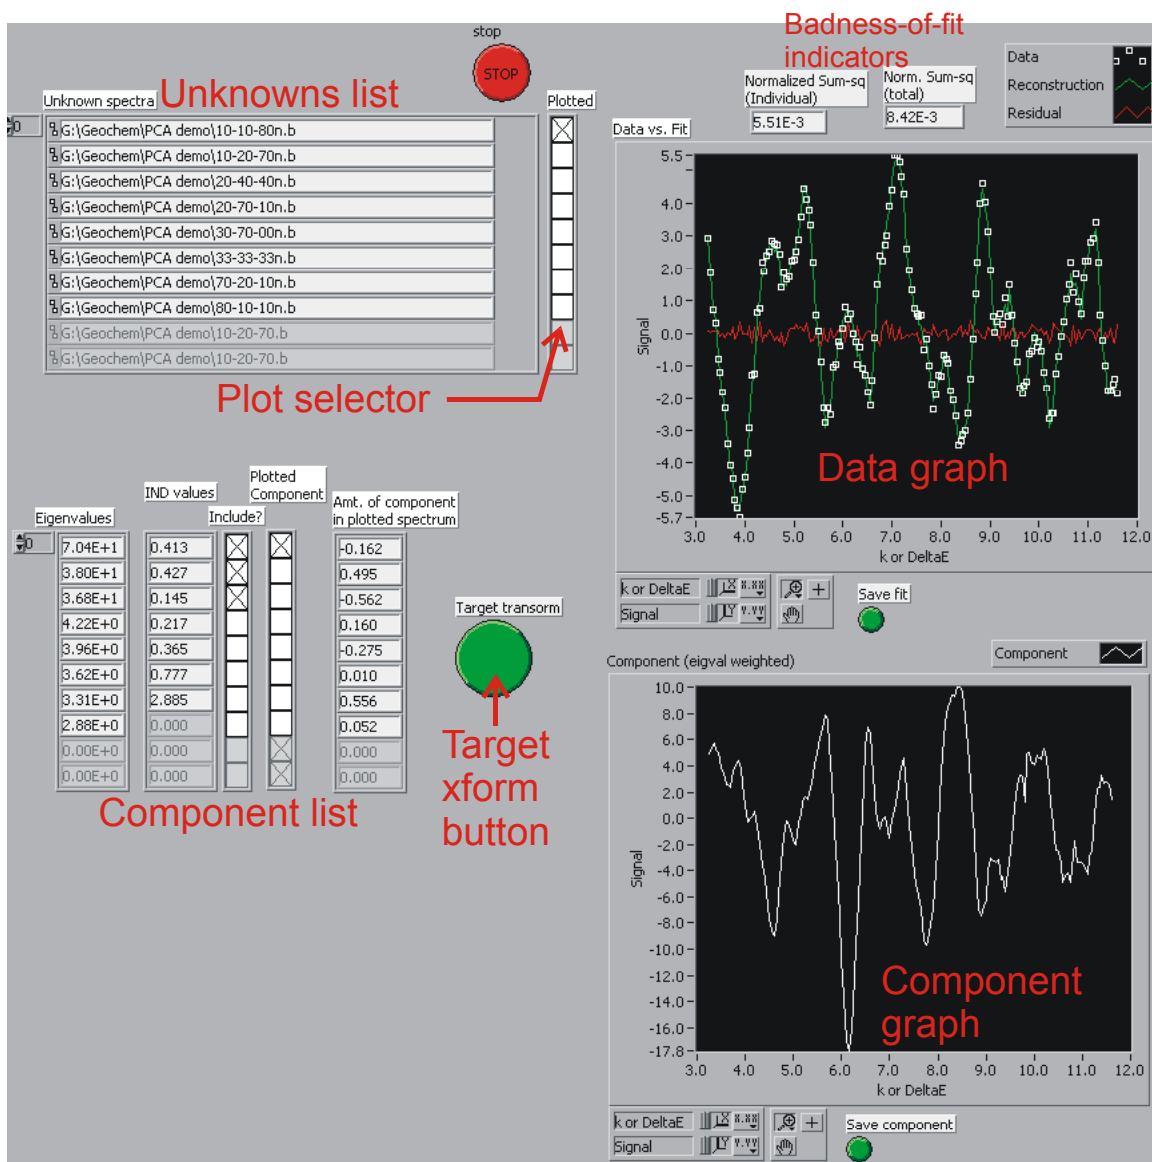 stop
STOP
Badness-of-fit
indicators
Unknown spectra
Unknowns list
Plotted
0
G:\Geochem\PCA demo\10-10-80n.b
G:\Geochem\PCA demo\10-20-70n.b
G:\Geochem\PCA demo\20-40-40n.b
G:\Geochem\PCA demo\20-70-10n.b
G:\Geochem\PCA demo\30-70-00n.b
G:\Geochem\PCA demo\33-33-33n.b
G:\Geochem\PCA demo\70-20-10n.b
G:\Geochem\PCA demo\80-10-10n.b
G:\Geochem\PCA demo\10-20-70.b
G:\Geochem\PCA demo\10-20-70.b
Plot selector
Normalized Sum-sq
(Individual)
5.51E-3
Norm. Sum-sq
(total)
8.42E-3
Data
Reconstruction
Residual
Data vs. Fit
5.5
4.0
3.0
2.0
1.0
0.0
-1.0
-2.0
-3.0
-4.0
-5.0
-5.7
Signal
Data graph
3.0 4.0 5.0 6.0 7.0 8.0 9.0 10.0 11.0 12.0
k or DeltaE
k or DeltaE X X.XX
Signal Y Y.YY
Save fit
Eigenvalues
IND values
Include?
Plotted
Component
Amt. of component
in plotted spectrum
0
7.04E+1 0.413 -0.162
3.80E+1 0.427 0.495
3.68E+1 0.145 -0.562
4.22E+0 0.217 0.160
3.96E+0 0.365 -0.275
3.62E+0 0.777 0.010
3.31E+0 2.885 0.556
2.88E+0 0.000 0.052
0.00E+0 0.000 0.000
0.00E+0 0.000 0.000
Component list
Target transorm
Target
xform
button
Component (eigval weighted)
Component
10.0
8.0
6.0
4.0
2.0
0.0
-2.0
-4.0
-6.0
-8.0
-10.0
-12.0
-14.0
-16.0
-17.8
Signal
Component
graph
3.0 4.0 5.0 6.0 7.0 8.0 9.0 10.0 11.0 12.0
k or DeltaE
k or DeltaE X X.XX
Signal Y Y.YY
Save component